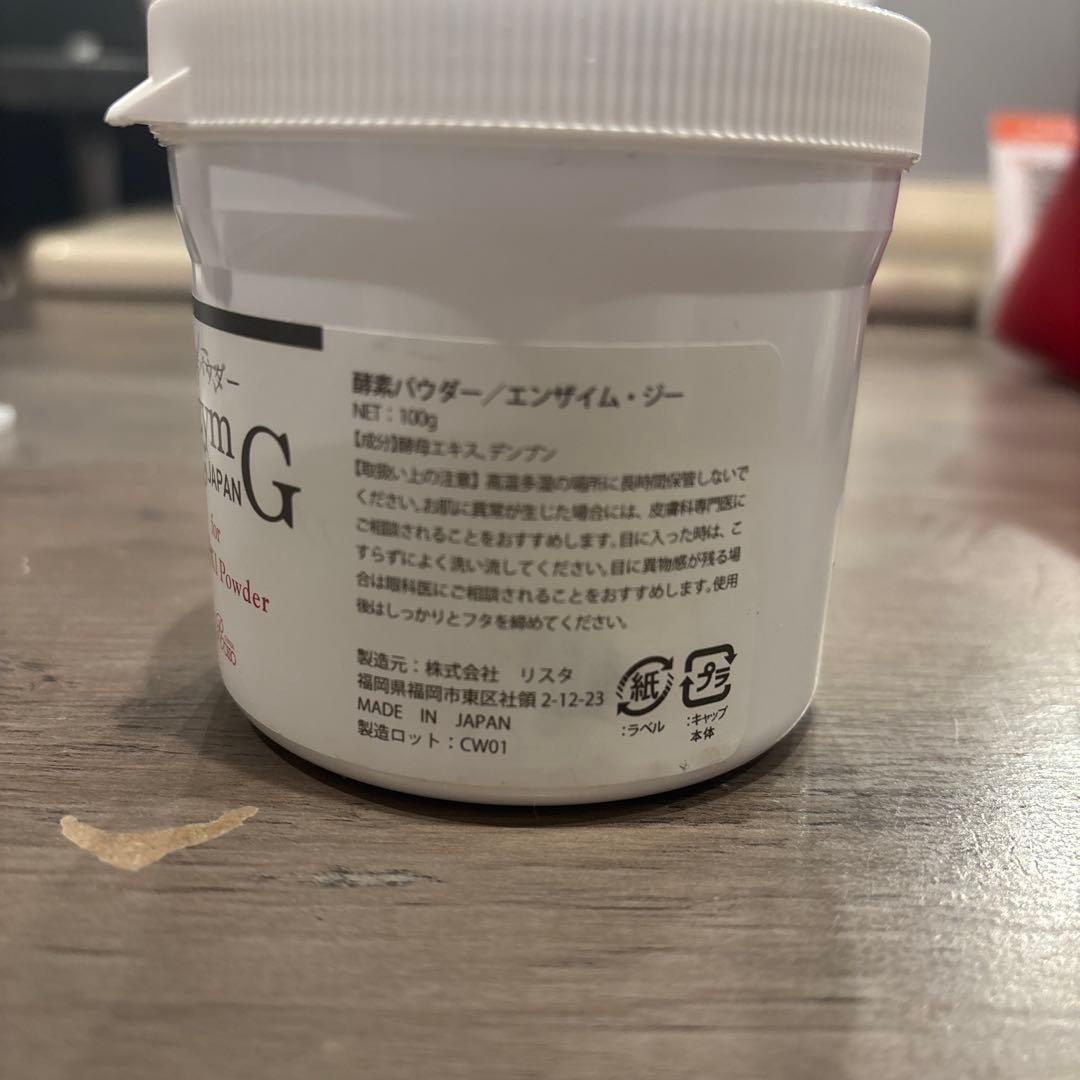 パウダー
ym G
JAPAN
for
Powder
酵素パウダー／エンザイム・ジー
NET：100g
【成分】酵母エキス、デンプン
【取扱い上の注意】高温多湿の場所に長時間保管しないで
ください。お肌に異常が生じた場合には、皮膚科専門医に
ご相談されることをおすすめします。目に入った時は、こ
すらずによく洗い流してください。目に異物感が残る場
合は眼科医にご相談されることをおすすめします。使用
後はしっかりとフタを締めてください。
製造元：株式会社 リスタ
福岡県福岡市東区社領 2-12-23
MADE IN JAPAN
製造ロット：CW01
紙
：ラベル
プラ
：キャップ
本体